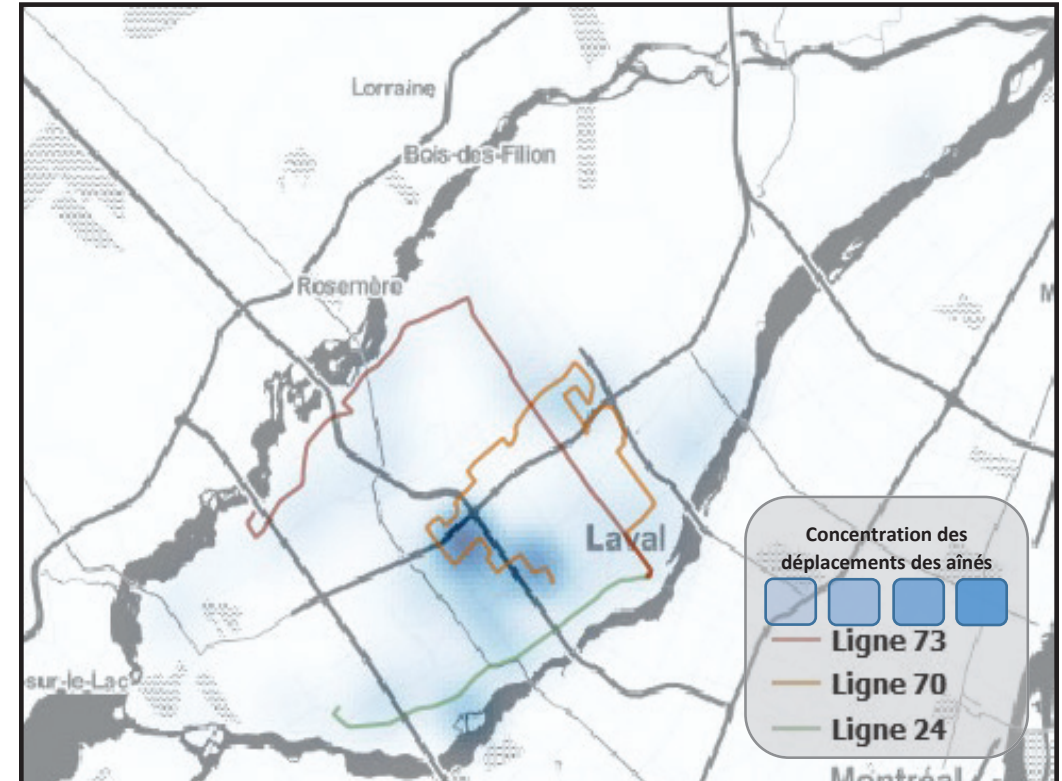 Lorraine
Bois-des-Filion
Rosemère
M
Laval
sur-le-Lac
Concentration des
déplacements des aînés
Ligne 73
Ligne 70
Ligne 24
Montréal